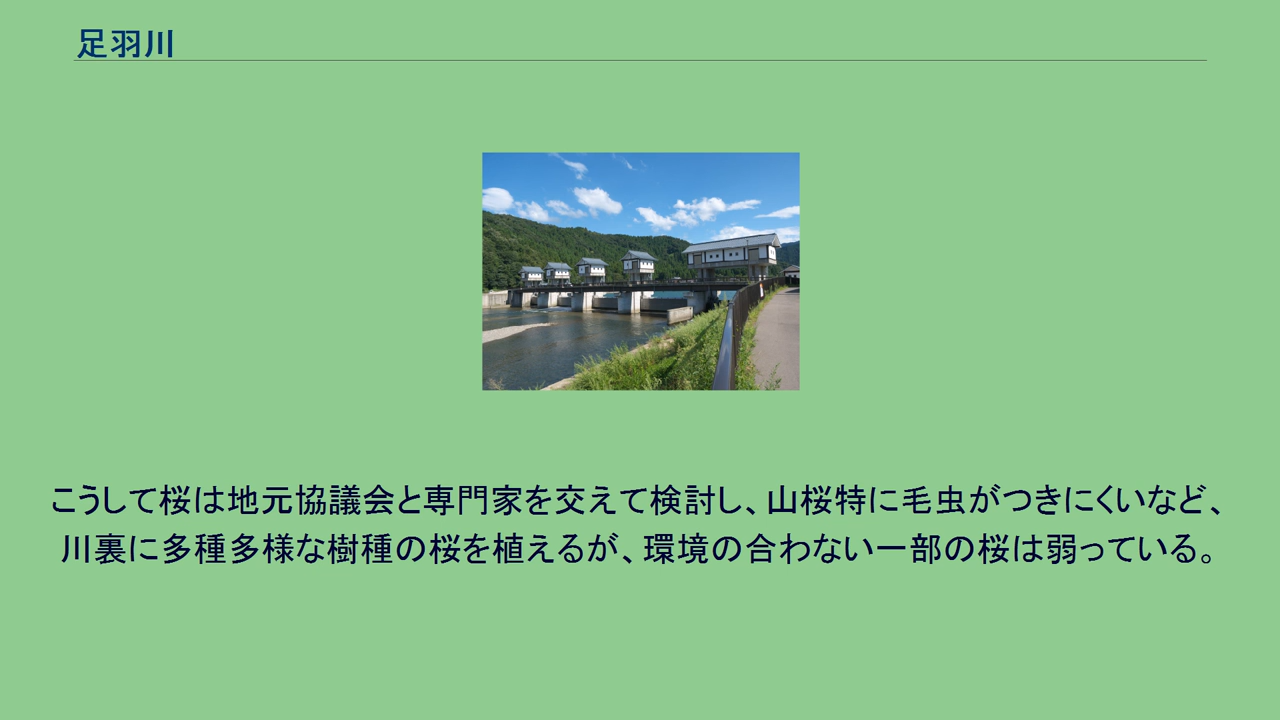 足羽川
こうして桜は地元協議会と専門家を交えて検討し、山桜特に毛虫がつきにくいなど、
川裏に多種多様な樹種の桜を植えるが、環境の合わない一部の桜は弱っている。